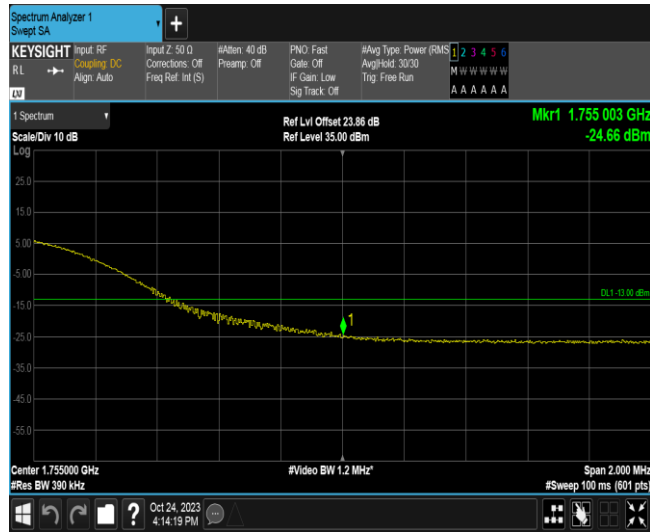 Spectrum Analyzer 1
Swept SA
KEYSIGHT
RL
LXI
Input: RF
Coupling: DC
Align: Auto
Input Z: 50 Ω
Corrections: Off
Freq Ref: Int (S)
#Atten: 40 dB
Preamp: Off
PNO: Fast
Gate: Off
IF Gain: Low
Sig Track: Off
#Avg Type: Power (RMS
Avg|Hold: 30/30
Trig: Free Run
1 2 3 4 5 6
M W W W W W
A A A A A A
1 Spectrum
Scale/Div 10 dB
Log
Ref Lvl Offset 23.86 dB
Ref Level 35.00 dBm
Mkr1 1.755 003 GHz
-24.66 dBm
25.0
15.0
5.00
-5.00
-15.0
-25.0
-35.0
-45.0
-55.0
DL1 -13.00 dBm
1
Center 1.755000 GHz
#Res BW 390 kHz
#Video BW 1.2 MHz*
Span 2.000 MHz
#Sweep 100 ms (601 pts)
?
Oct 24, 2023
4:14:19 PM